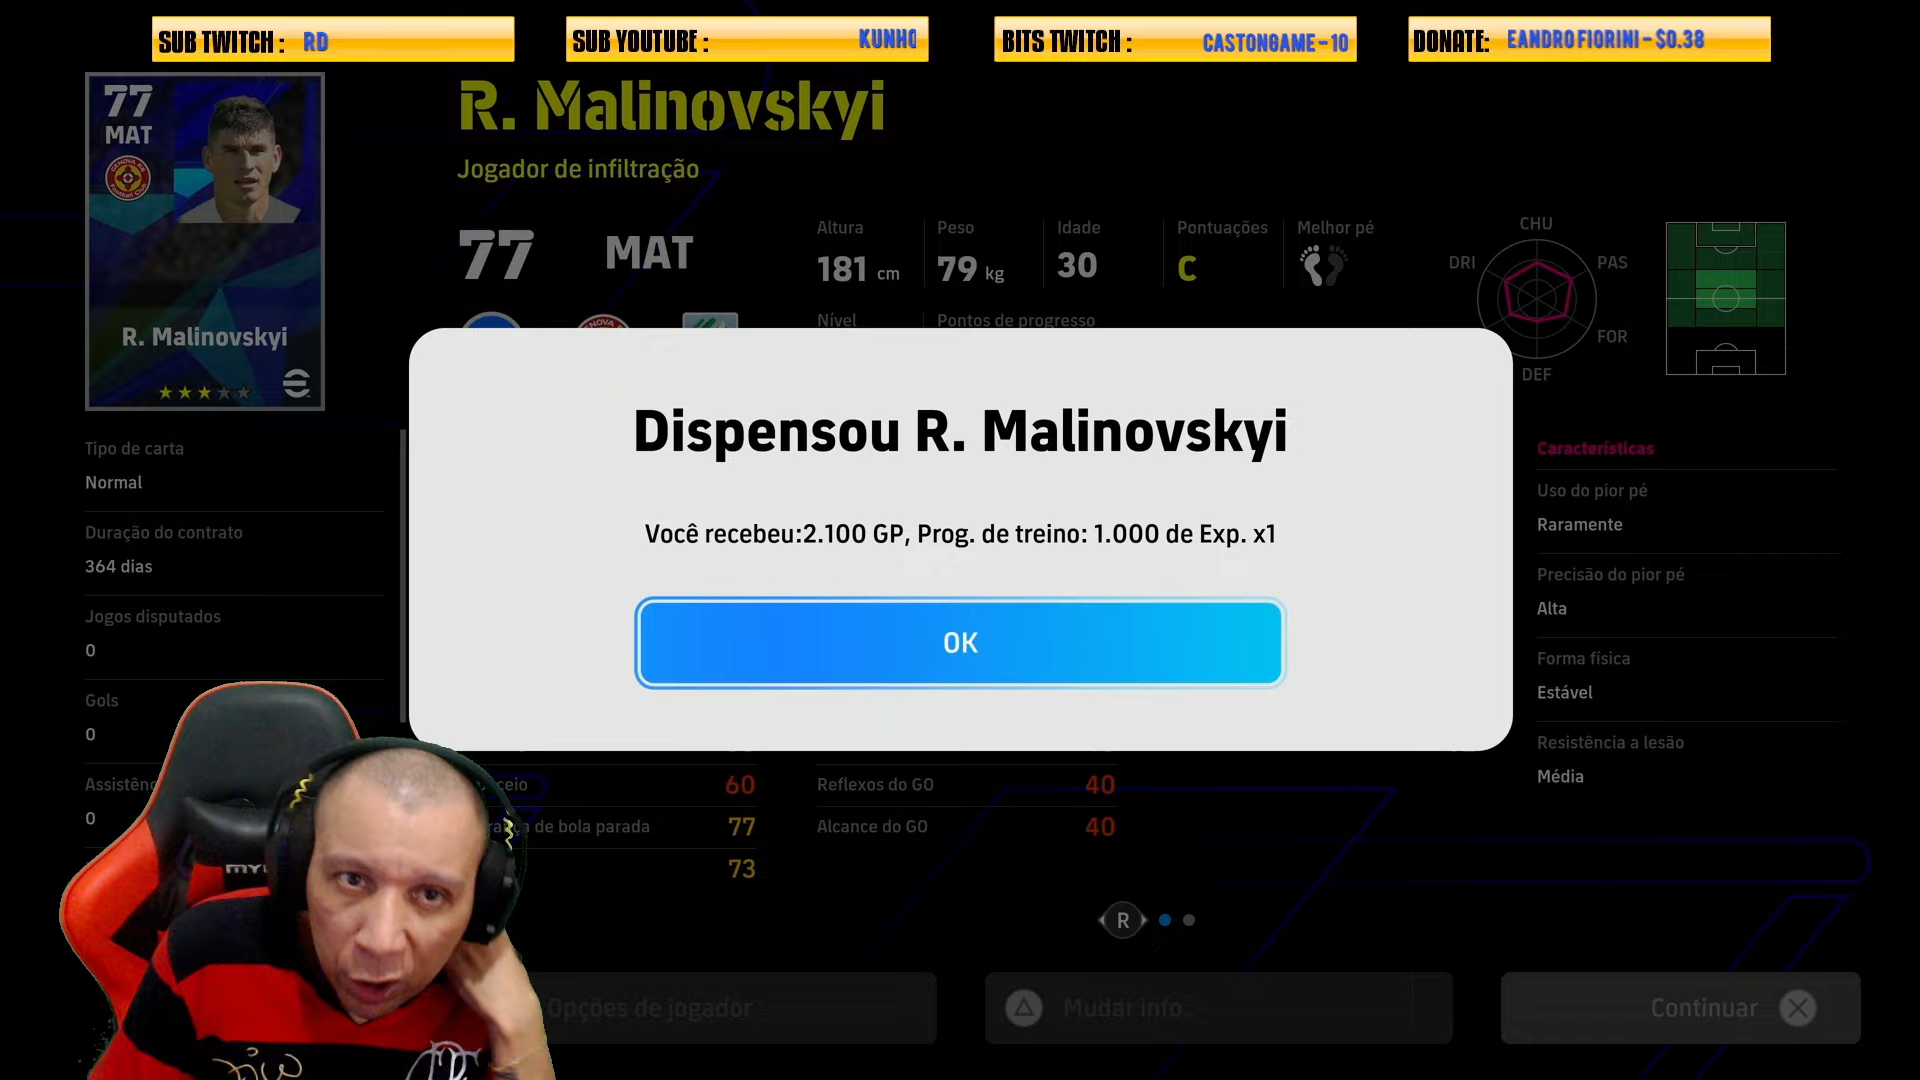 SUB TWITCH : RD
SUB YOUTUBE : KUNHO
BITS TWITCH : CASTONGAME - 10
DONATE: EANDRO FIORINI - $0.38
77
MAT
R. Malinovskyi
R. Malinovskyi
Jogador de infiltração
77 MAT
Altura
181 cm
Peso
79 kg
Idade
30
Pontuações
C
Melhor pé
Nível
Pontos de progresso
CHU
PAS
FOR
DEF
DRI
Dispensou R. Malinovskyi
Você recebeu:2.100 GP, Prog. de treino: 1.000 de Exp. x1
OK
Tipo de carta
Normal
Duração do contrato
364 dias
Jogos disputados
0
Gols
0
Assistênc
0
ceio 60
rança de bola parada 77
73
Reflexos do GO 40
Alcance do GO 40
Características
Uso do pior pé
Raramente
Precisão do pior pé
Alta
Forma física
Estável
Resistência a lesão
Média
R
Opções de jogador
Mudar info.
Continuar